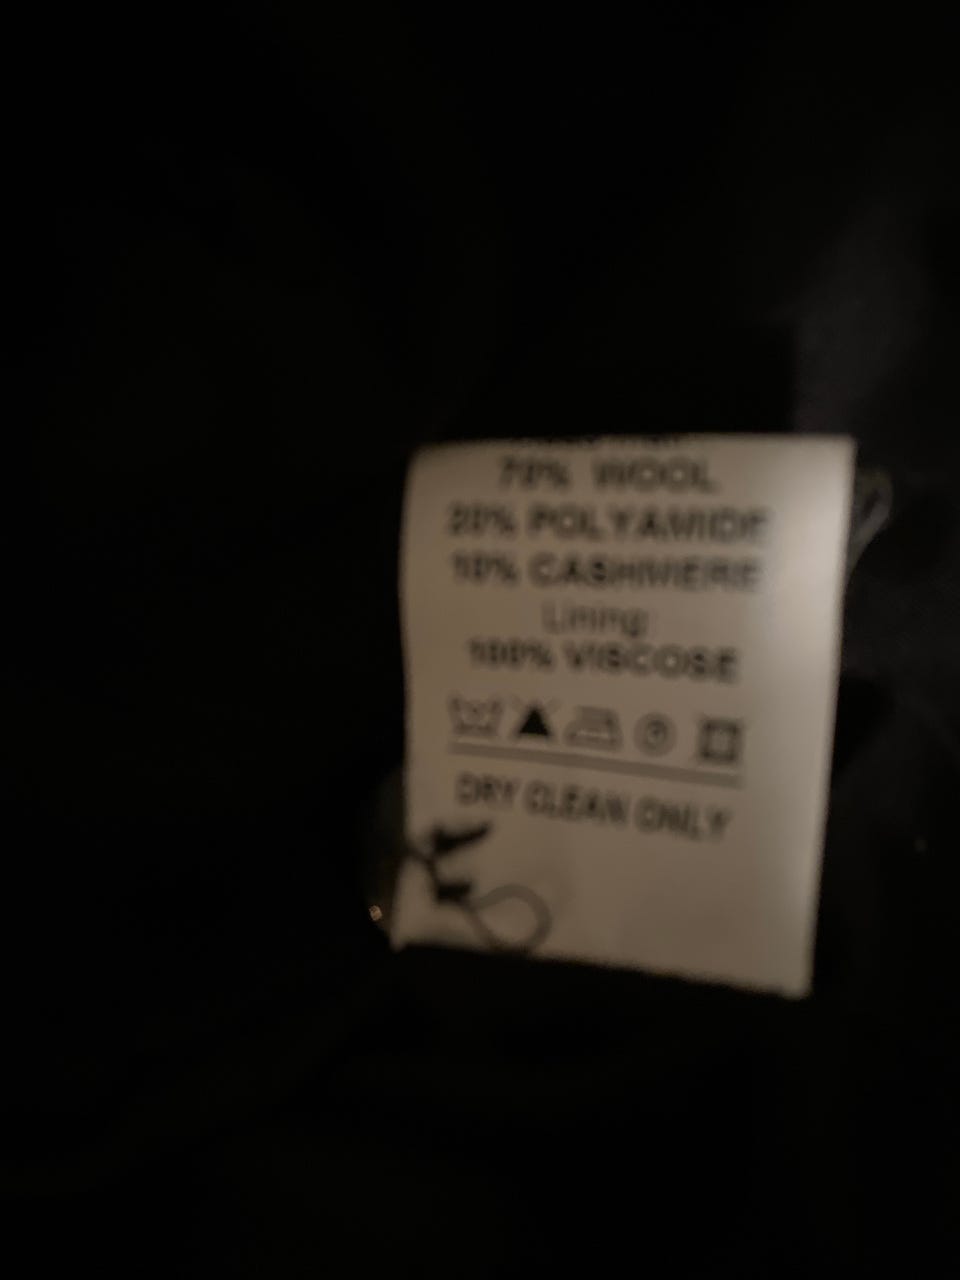 70% WOOL
20% POLYAMIDE
10% CASHMERE
Lining:
100% VISCOSE
DRY CLEAN ONLY